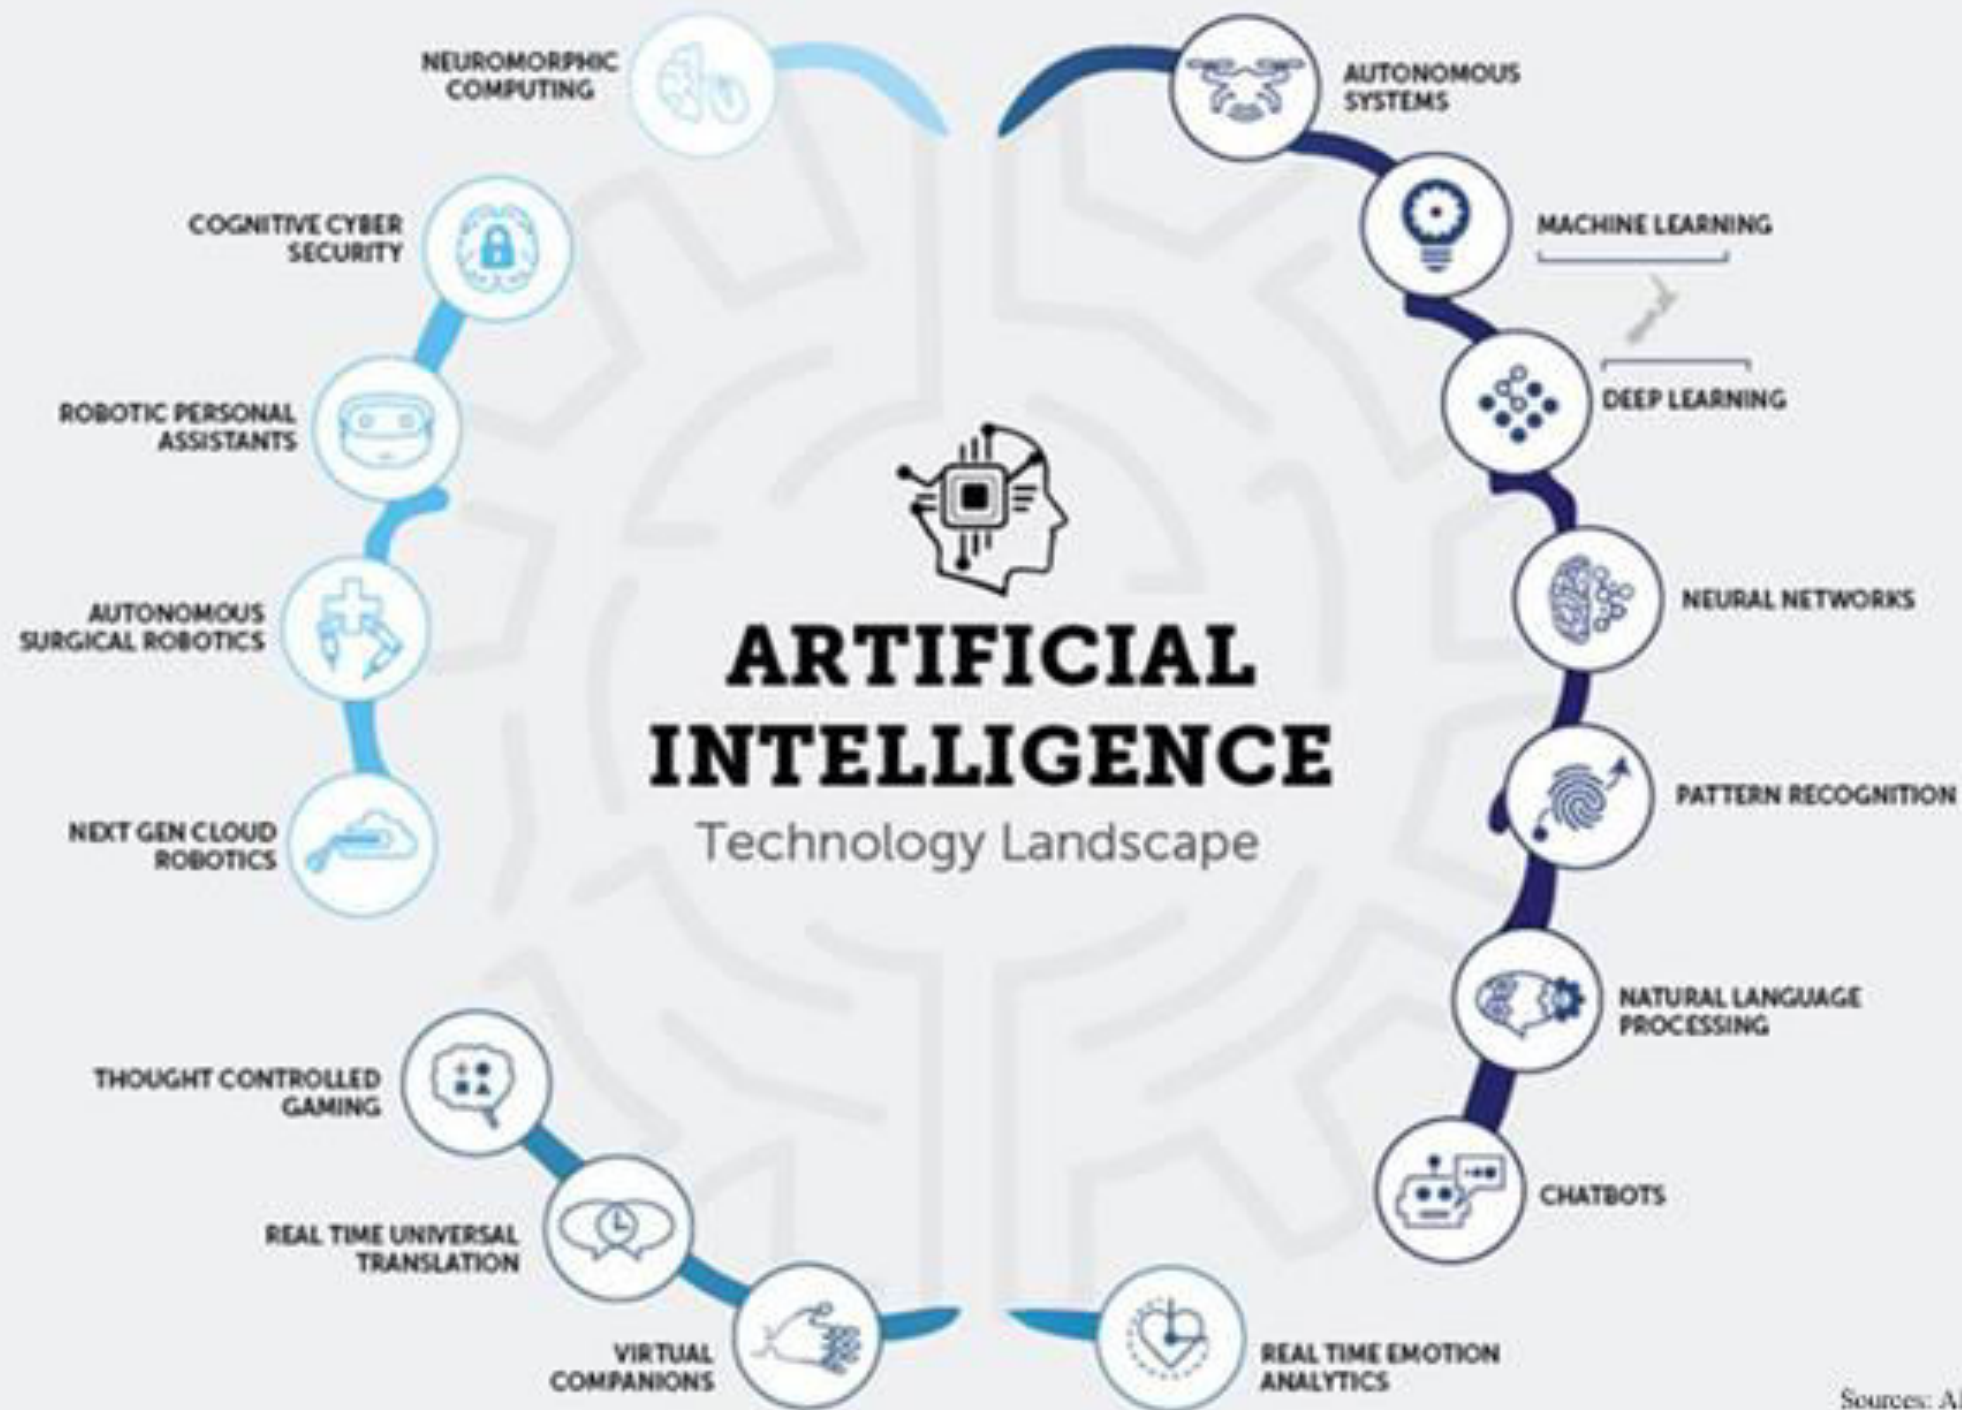 NEUROMORPHIC
COMPUTING
AUTONOMOUS
SYSTEMS
COGNITIVE CYBER
SECURITY
MACHINE LEARNING
ROBOTIC PERSONAL
ASSISTANTS
DEEP LEARNING
AUTONOMOUS
SURGICAL ROBOTICS
NEURAL NETWORKS
ARTIFICIAL
INTELLIGENCE
Technology Landscape
NEXT GEN CLOUD
ROBOTICS
PATTERN RECOGNITION
NATURAL LANGUAGE
PROCESSING
THOUGHT CONTROLLED
GAMING
CHATBOTS
REAL TIME UNIVERSAL
TRANSLATION
VIRTUAL
COMPANIONS
REAL TIME EMOTION
ANALYTICS
Sources: